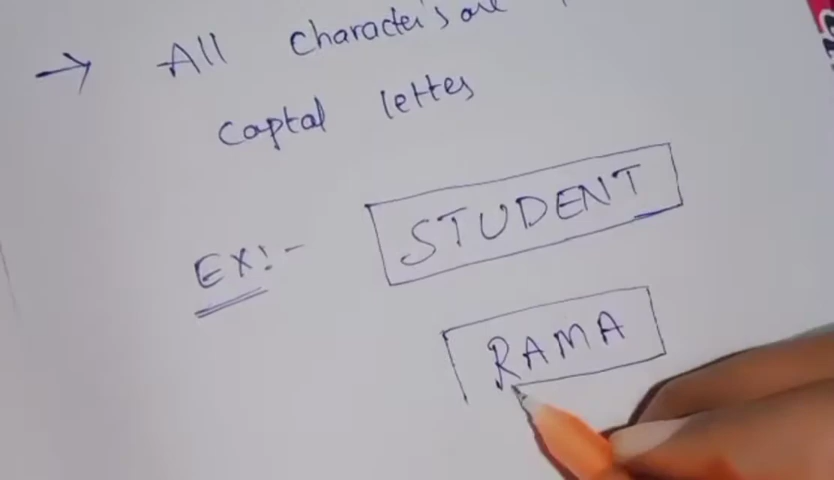 → All character's are
captal lettes
EX:- STUDENT
RAMA